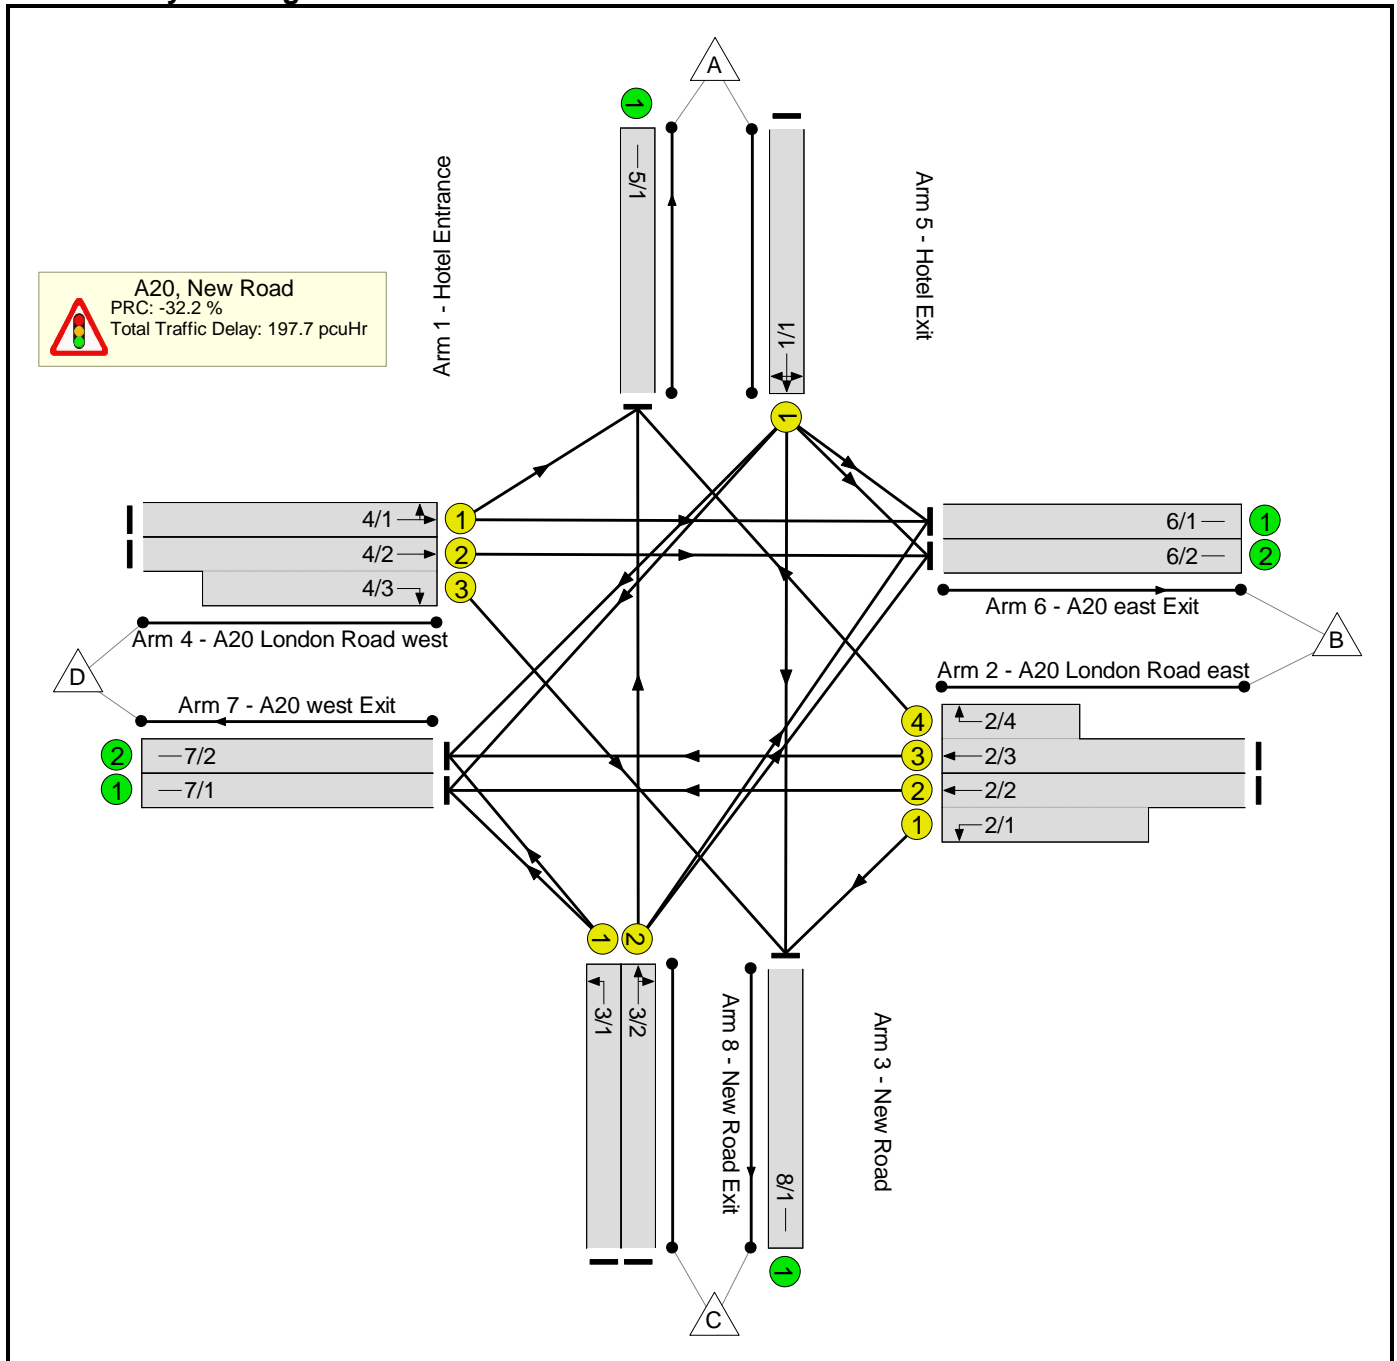 A
1
5/1
1/1
1
Arm 1 - Hotel Entrance
Arm 5 - Hotel Exit
A20, New Road
PRC: -32.2 %
Total Traffic Delay: 197.7 pcuHr
4/1
1
4/2
2
4/3
3
Arm 4 - A20 London Road west
D
Arm 7 - A20 west Exit
2
7/2
1
7/1
6/1
1
6/2
2
Arm 6 - A20 east Exit
B
Arm 2 - A20 London Road east
4
2/4
3
2/3
2
2/2
1
2/1
1
2
3/1
3/2
Arm 8 - New Road Exit
8/1
Arm 3 - New Road
1
C